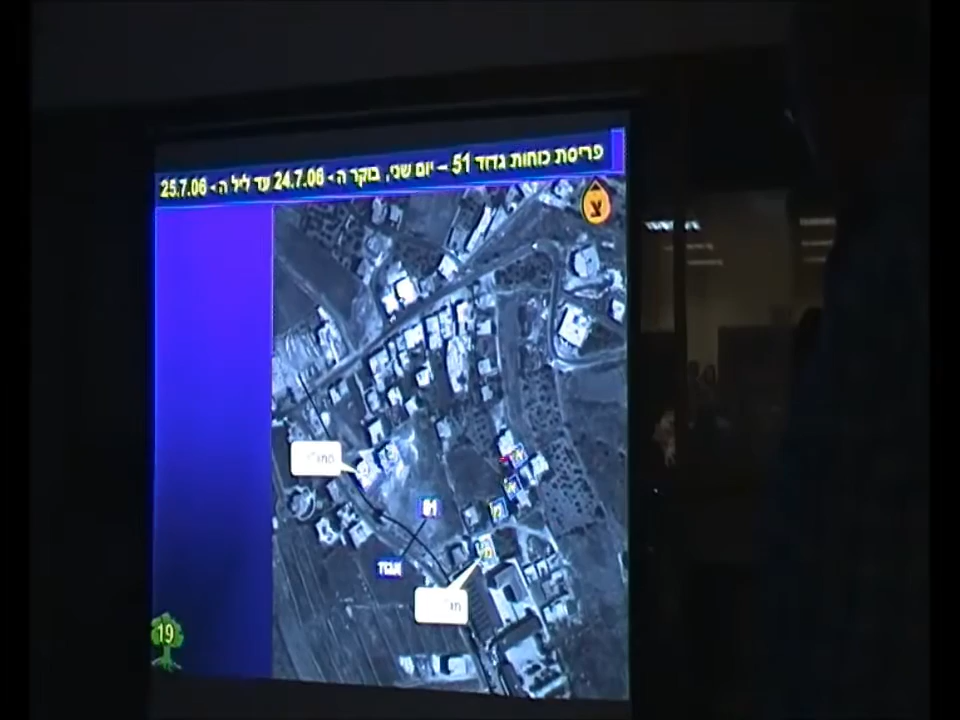 פריסת כוחות גדוד 51 – יום שני, בוקר ה- 24.7.06 עד ליל ה- 25.7.06
צ
51
19